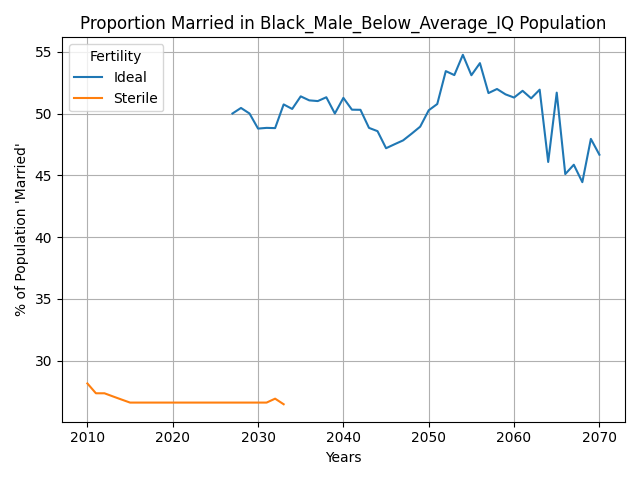 Proportion Married in Black_Male_Below_Average_IQ Population
% of Population 'Married'
55
50
45
40
35
30
Fertility
Ideal
Sterile
2010 2020 2030 2040 2050 2060 2070
Years